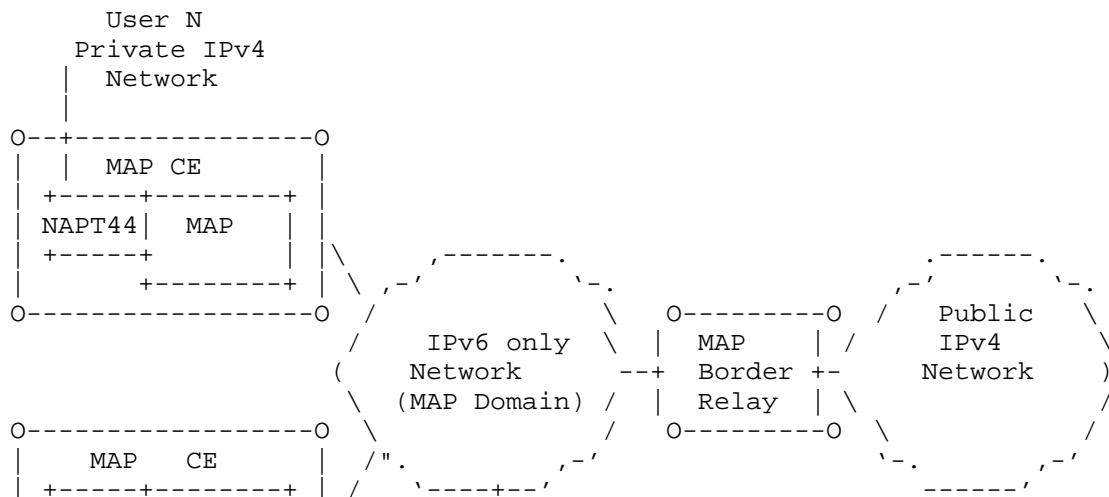 User N
Private IPv4
Network
MAP CE
NAPT44 MAP
Public
IPv6 only MAP IPv4
Network Border Network
(MAP Domain) Relay
MAP CE